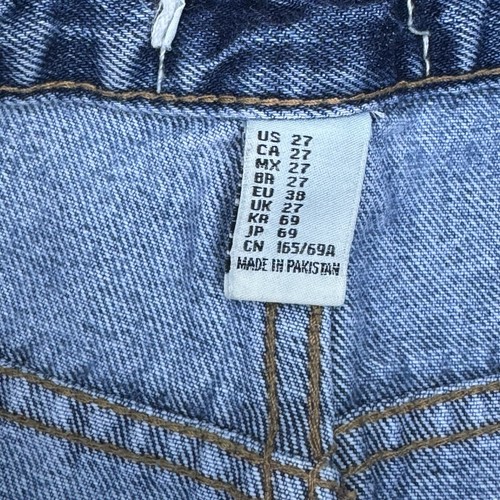 US 27
CA 27
MX 27
BR 27
EU 38
UK 27
KR 69
JP 69
CN 165/69A
MADE IN PAKISTAN